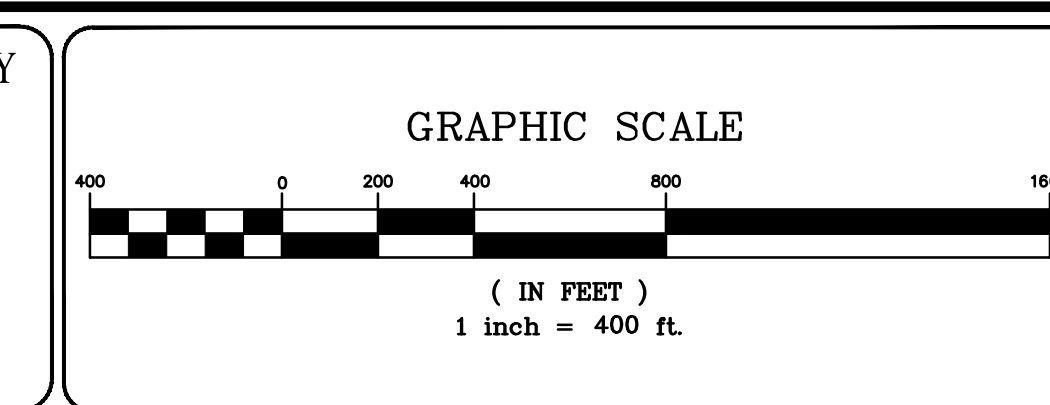 Y
GRAPHIC SCALE
400 0 200 400 800
( IN FEET )
1 inch = 400 ft.